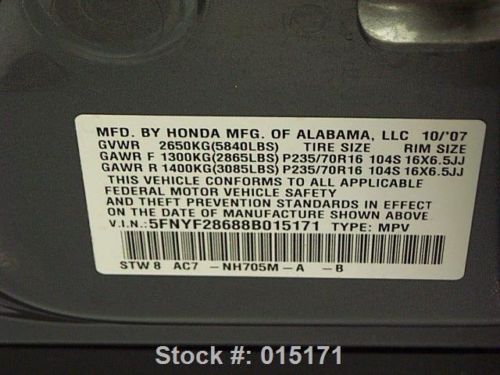 MFD. BY HONDA MFG. OF ALABAMA, LLC 10/'07
GVWR 2650KG(5840LBS) TIRE SIZE RIM SIZE
GAWR F 1300KG(2865LBS) P235/70R16 104S 16X6.5JJ
GAWR R 1400KG(3085LBS) P235/70R16 104S 16X6.5JJ
THIS VEHICLE CONFORMS TO ALL APPLICABLE
FEDERAL MOTOR VEHICLE SAFETY
AND THEFT PREVENTION STANDARDS IN EFFECT
ON THE DATE OF MANUFACTURE SHOWN ABOVE.
V.I.N.: 5FNYF28688B015171 TYPE: MPV
STW 8 AC7 -NH705M-A -B
Stock #: 015171